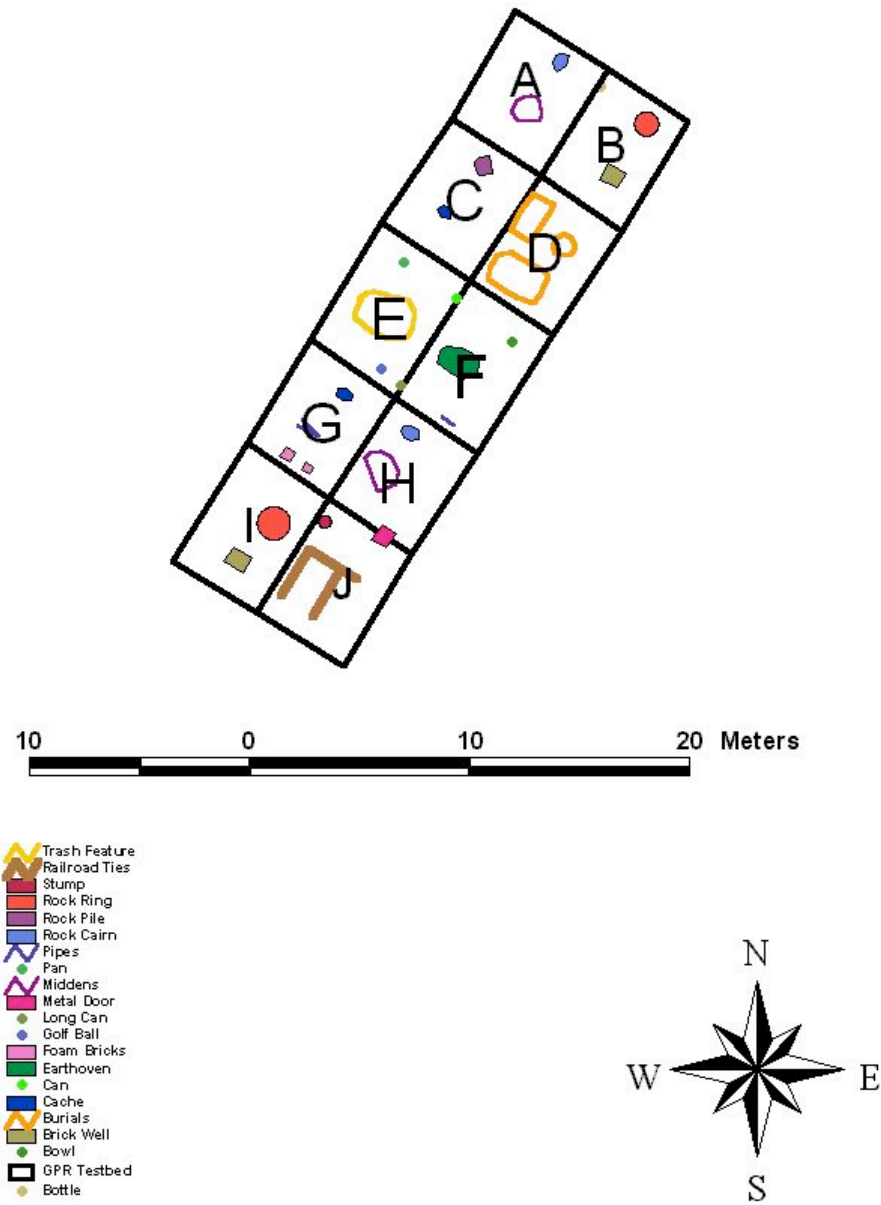 A
B
C
D
E
F
G
H
I
J
10 0 10 20 Meters
Trash Feature
Railroad Ties
Stump
Rock Ring
Rock Pile
Rock Cairn
Pipes
Pan
Middens
Metal Door
Long Can
Golf Ball
Foam Bricks
Earthoven
Can
Cache
Burials
Brick Well
Bowl
GPR Testbed
Bottle
N
W E
S